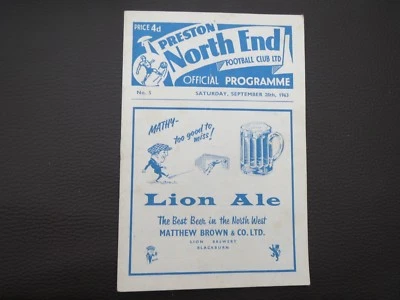 PRICE 4d
PRESTON
North End
FOOTBALL CLUB LTD
OFFICIAL PROGRAMME
No. 5
SATURDAY, SEPTEMBER 28th, 1963
MATHY-
too good to
miss!
Lion Ale
The Best Beer in the North West
MATTHEW BROWN & CO. LTD.
LION BREWERY
BLACKBURN